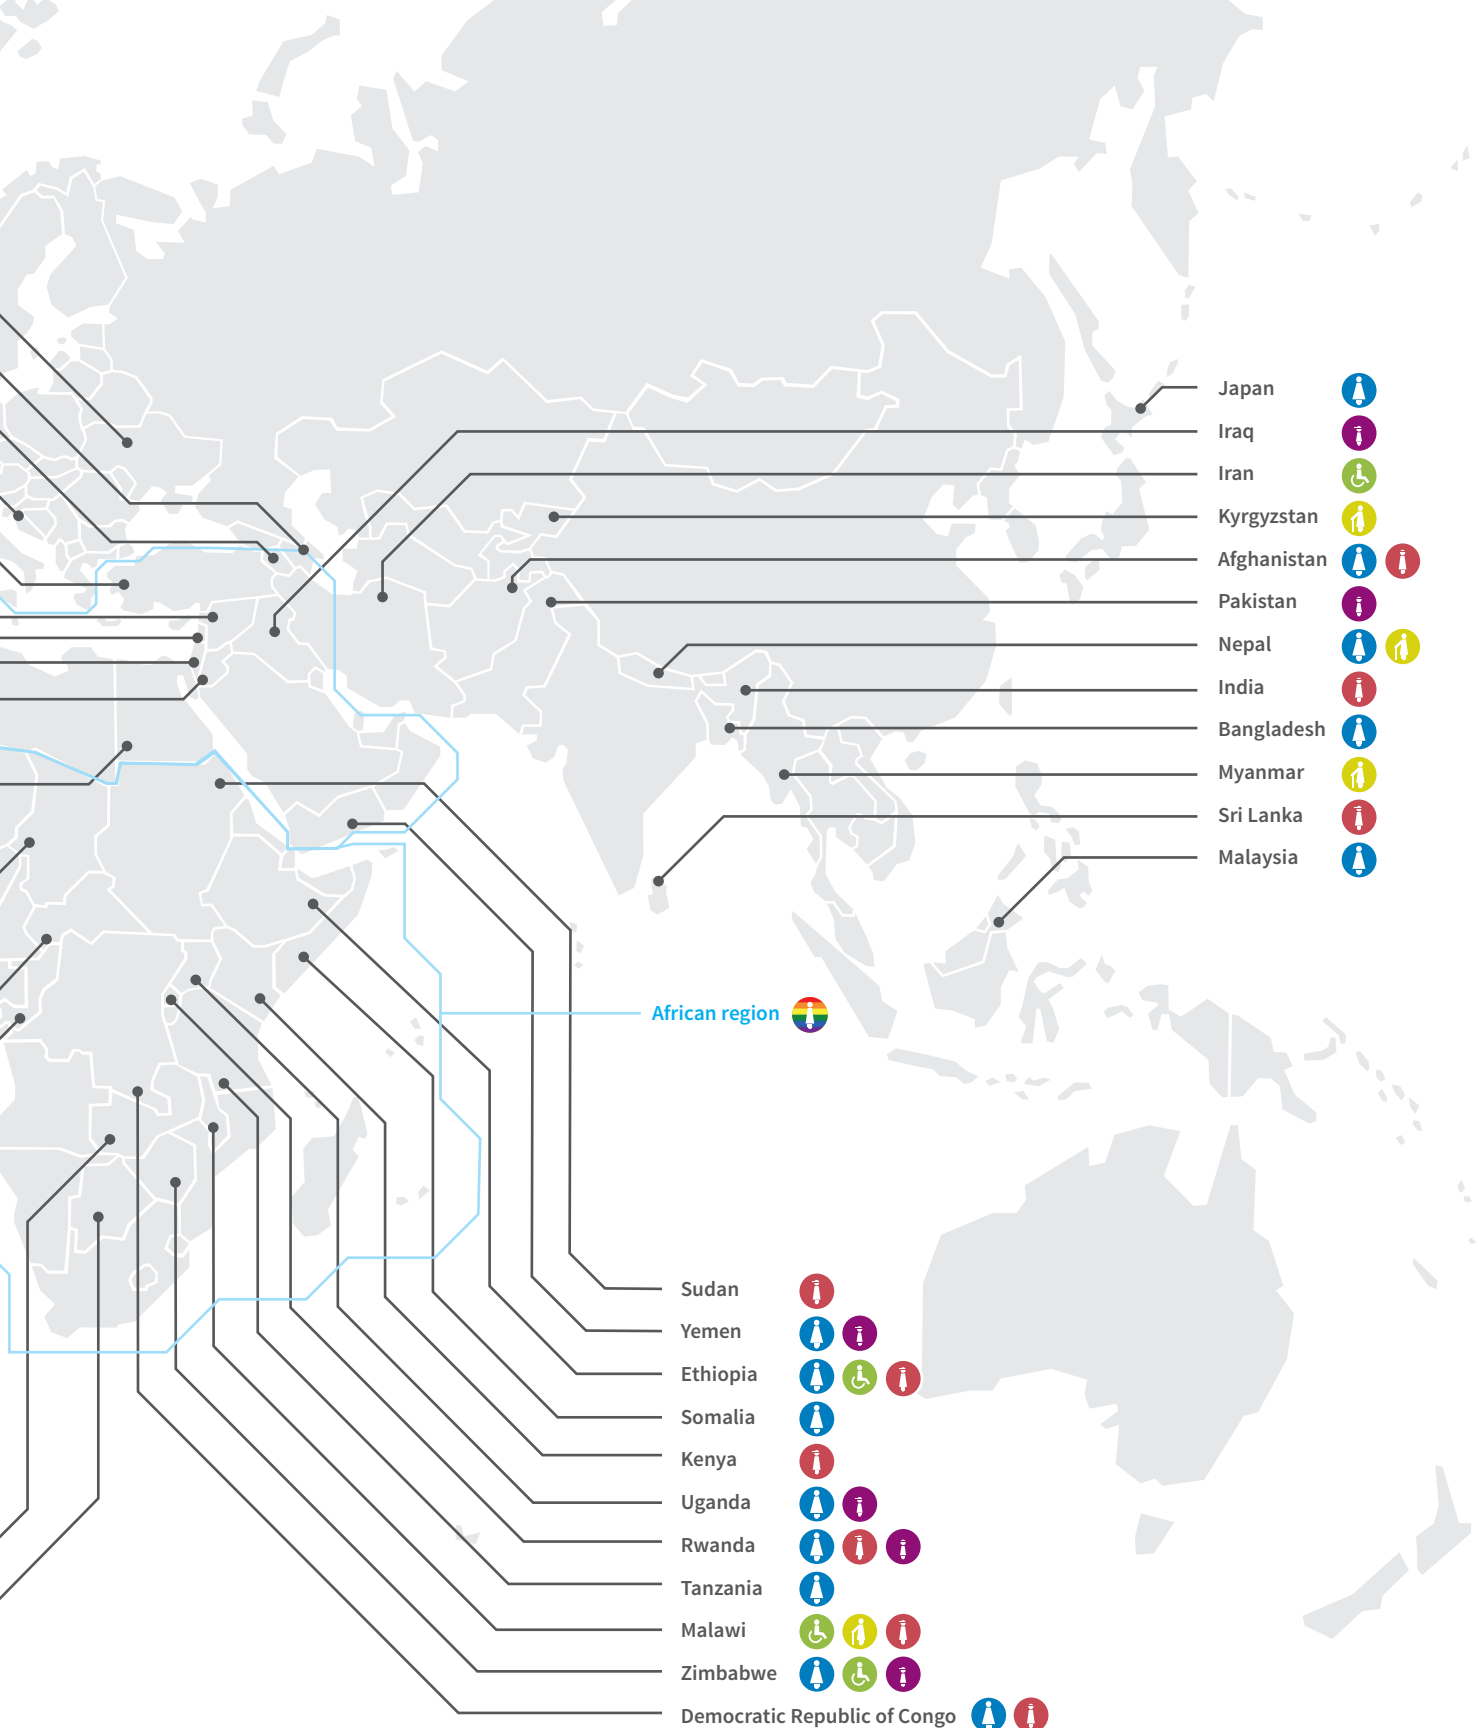 Japan
Iraq
Iran
Kyrgyzstan
Afghanistan
Pakistan
Nepal
India
Bangladesh
Myanmar
Sri Lanka
Malaysia
African region
Sudan
Yemen
Ethiopia
Somalia
Kenya
Uganda
Rwanda
Tanzania
Malawi
Zimbabwe
Democratic Republic of Congo